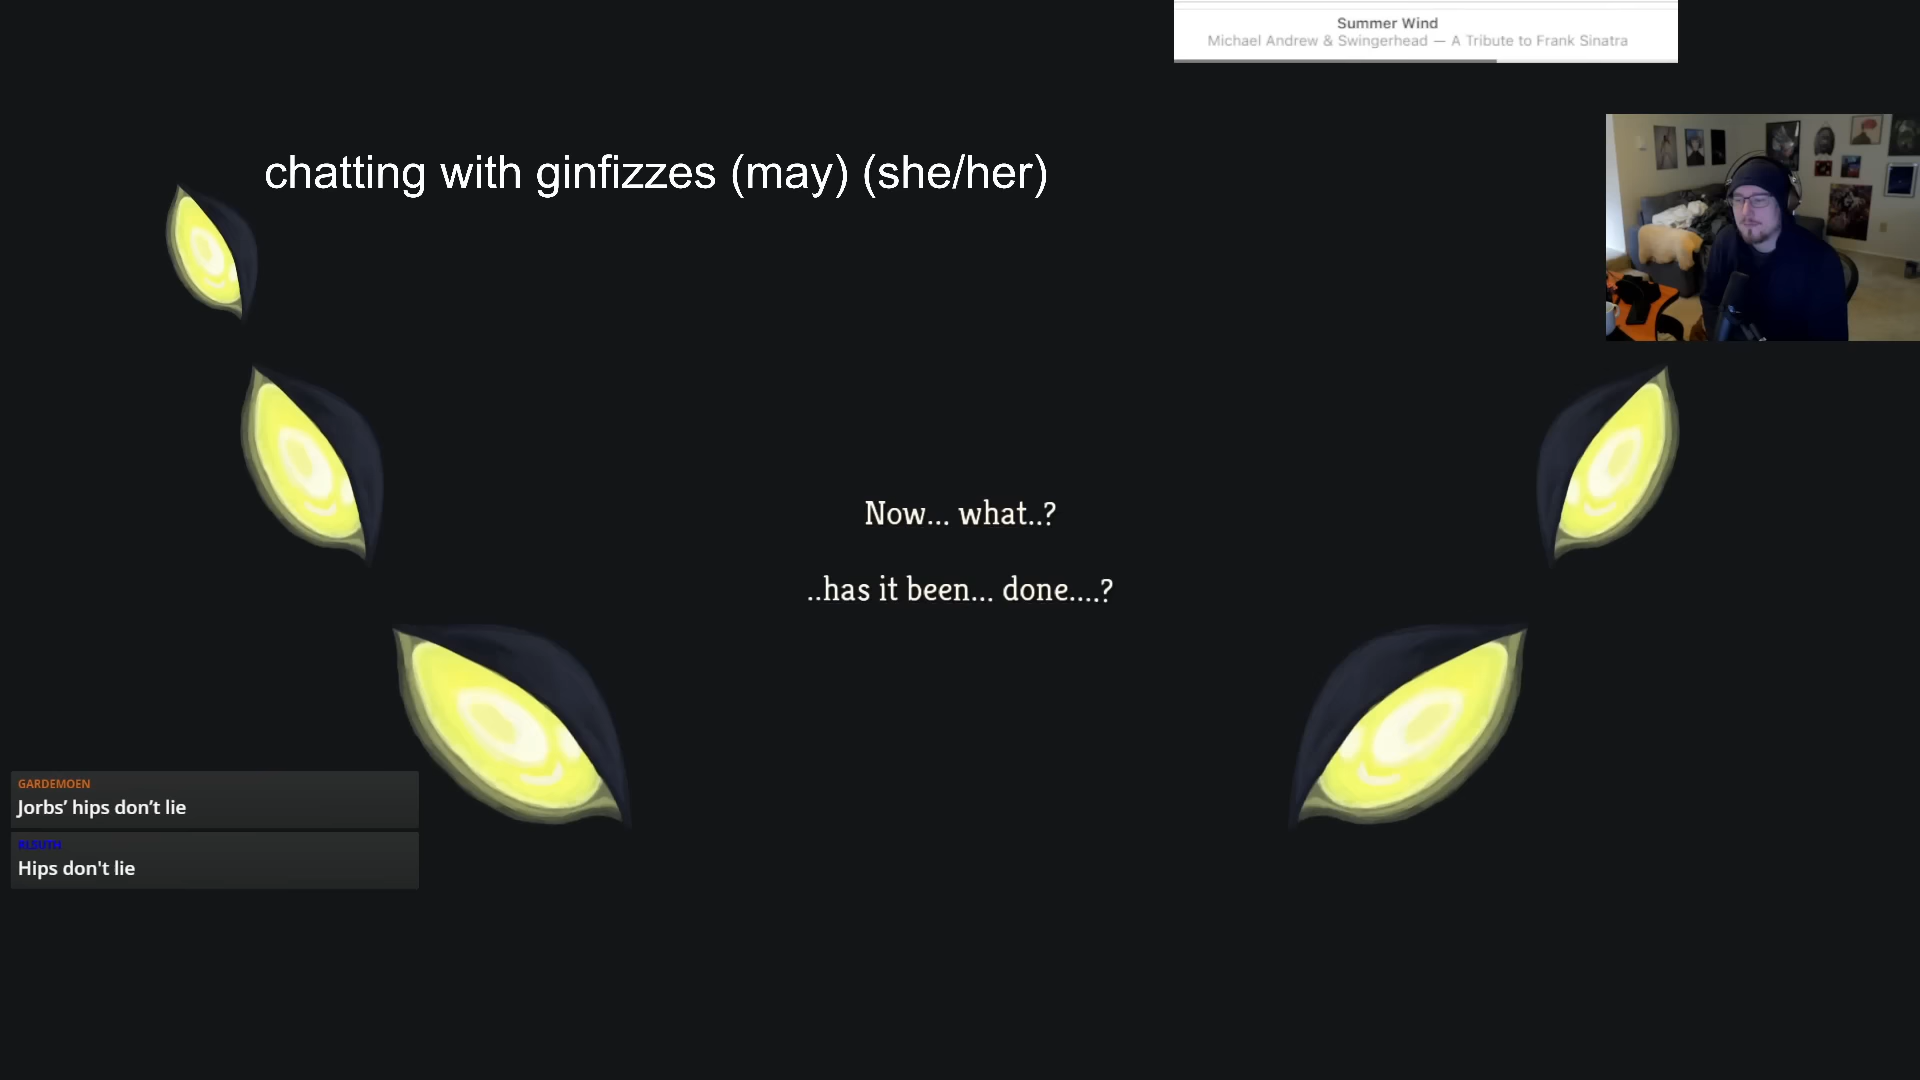 Summer Wind
Michael Andrew & Swingerhead — A Tribute to Frank Sinatra
chatting with ginfizzes (may) (she/her)
Now... what..?
..has it been... done....?
GARDEMOEN
Jorbs’ hips don’t lie
RLSUTH
Hips don't lie